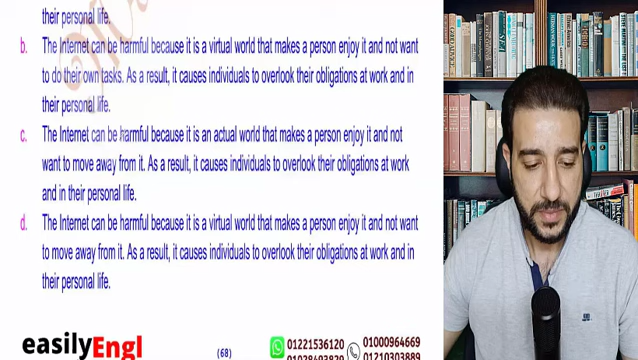 their personal life.
b. The Internet can be harmful because it is a virtual world that makes a person enjoy it and not want
to do their own tasks. As a result, it causes individuals to overlook their obligations at work and in
their personal life.
c. The Internet can be harmful because it is an actual world that makes a person enjoy it and not
want to move away from it. As a result, it causes individuals to overlook their obligations at work
and in their personal life.
d. The Internet can be harmful because it is a virtual world that makes a person enjoy it and not want
to move away from it. As a result, it causes individuals to overlook their obligations at work and in
their personal life.
easilyEngl
(68)
01221536120
01000964669
01210303889